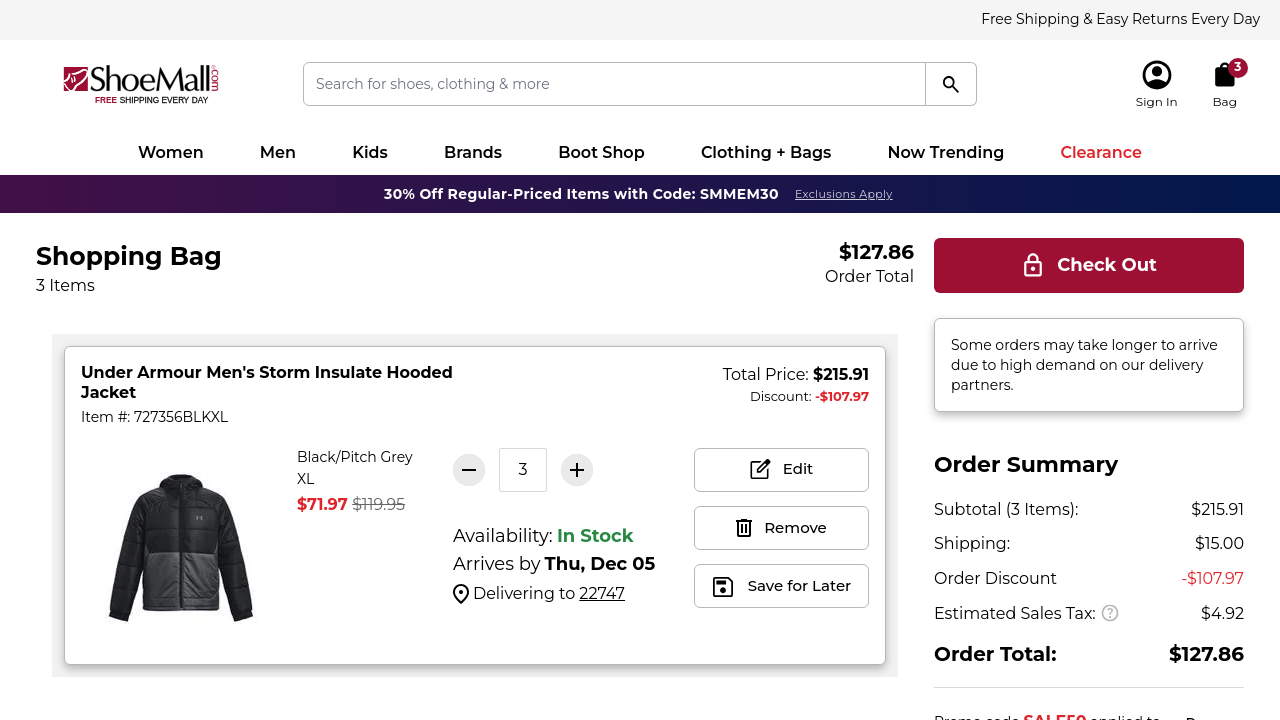 Free Shipping & Easy Returns Every Day
ShoeMall.com
FREE SHIPPING EVERY DAY
Search for shoes, clothing & more
Sign In
3
Bag
Women
Men
Kids
Brands
Boot Shop
Clothing + Bags
Now Trending
Clearance
30% Off Regular-Priced Items with Code: SMMEM30
Exclusions Apply
Shopping Bag
3 Items
$127.86
Order Total
Check Out
Some orders may take longer to arrive
due to high demand on our delivery
partners.
Under Armour Men's Storm Insulate Hooded
Jacket
Item #: 727356BLKXL
Total Price: $215.91
Discount: -$107.97
Black/Pitch Grey
XL
$71.97 $119.95
3
Availability: In Stock
Arrives by Thu, Dec 05
Delivering to 22747
Edit
Remove
Save for Later
Order Summary
Subtotal (3 Items): $215.91
Shipping: $15.00
Order Discount -$107.97
Estimated Sales Tax: $4.92
Order Total: $127.86
Promo code SALE50 applied to